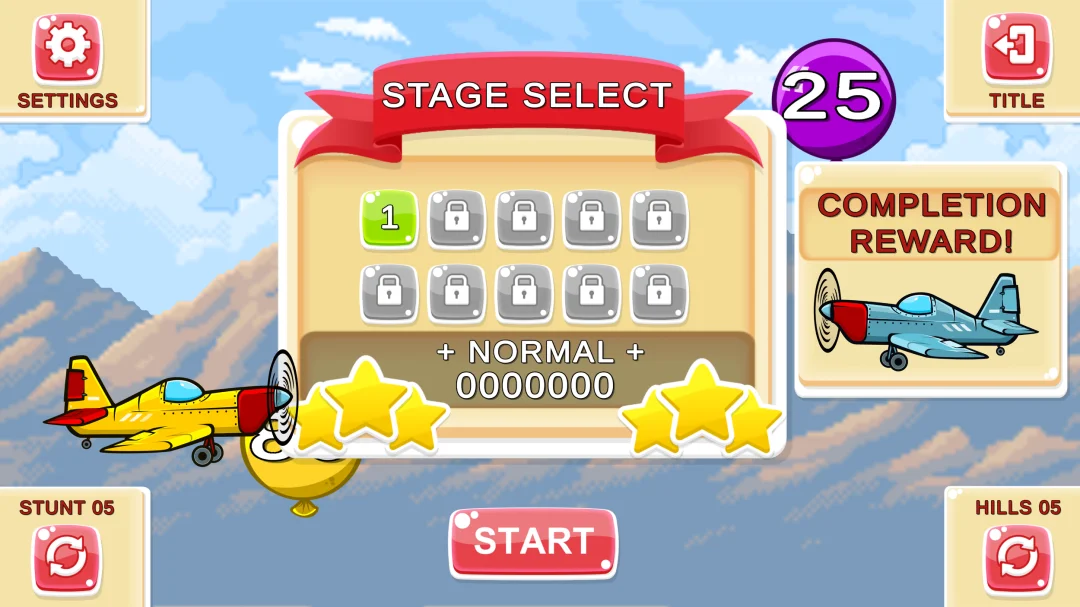 SETTINGS
STAGE SELECT
25
TITLE
COMPLETION
REWARD!
1
+ NORMAL +
0000000
STUNT 05
START
HILLS 05